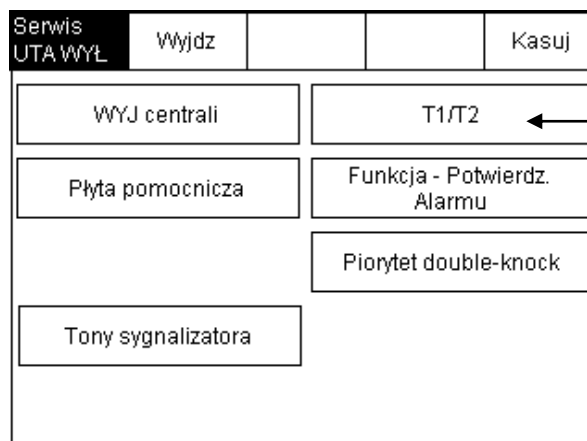 Serwis
UTA WYŁ
Wyjdz
Kasuj
WYJ centrali
T1/T2
Płyta pomocnicza
Funkcja - Potwierdz.
Alarmu
Piorytet double-knock
Tony sygnalizatora